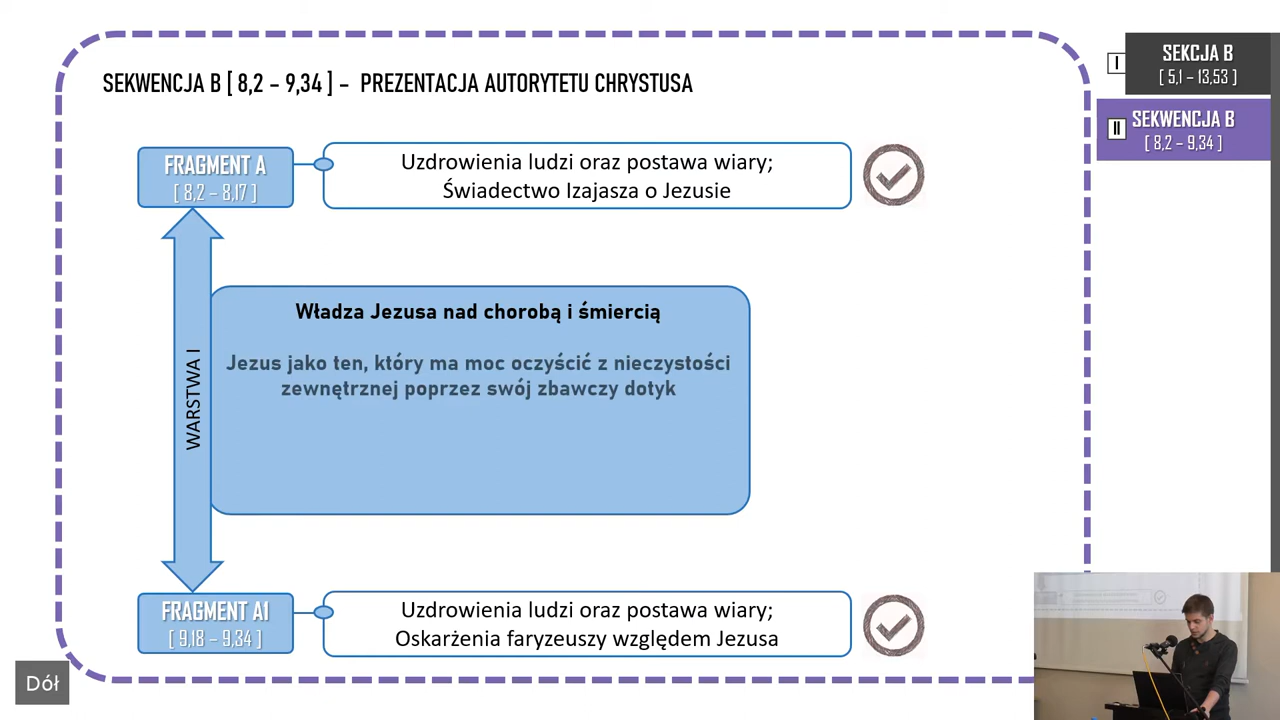 SEKWENCJA B [ 8,2 – 9,34 ] – PREZENTACJA AUTORYTETU CHRYSTUSA
I
SEKCJA B
[ 5,1 – 13,53 ]
II
SEKWENCJA B
[ 8,2 – 9,34 ]
FRAGMENT A
[ 8,2 – 8,17 ]
Uzdrowienia ludzi oraz postawa wiary;
Świadectwo Izajasza o Jezusie
WARSTWA I
Władza Jezusa nad chorobą i śmiercią
Jezus jako ten, który ma moc oczyścić z nieczystości
zewnętrznej poprzez swój zbawczy dotyk
FRAGMENT A1
[ 9,18 – 9,34 ]
Uzdrowienia ludzi oraz postawa wiary;
Oskarżenia faryzeuszy względem Jezusa
Dół